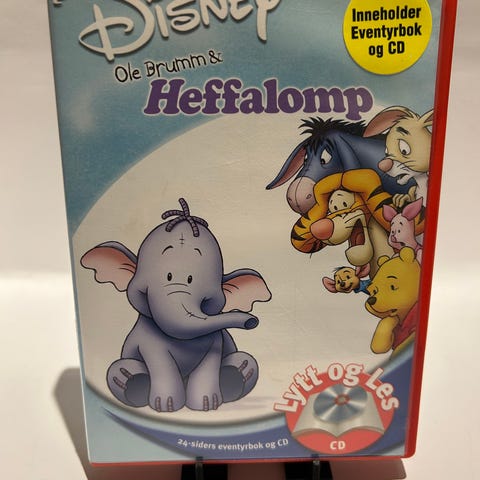 Disney
Inneholder
Eventyrbok
og CD
Ole Brumm &
Heffalomp
Lytt og Les
CD
24-siders eventyrbok og CD